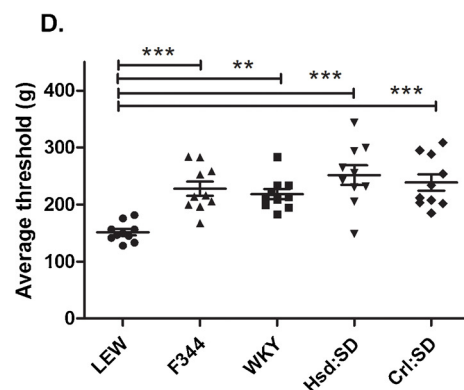 D.
***
**
***
***
Average threshold (g)
400
300
200
100
0
LEW
F344
WKY
Hsd:SD
Crl:SD